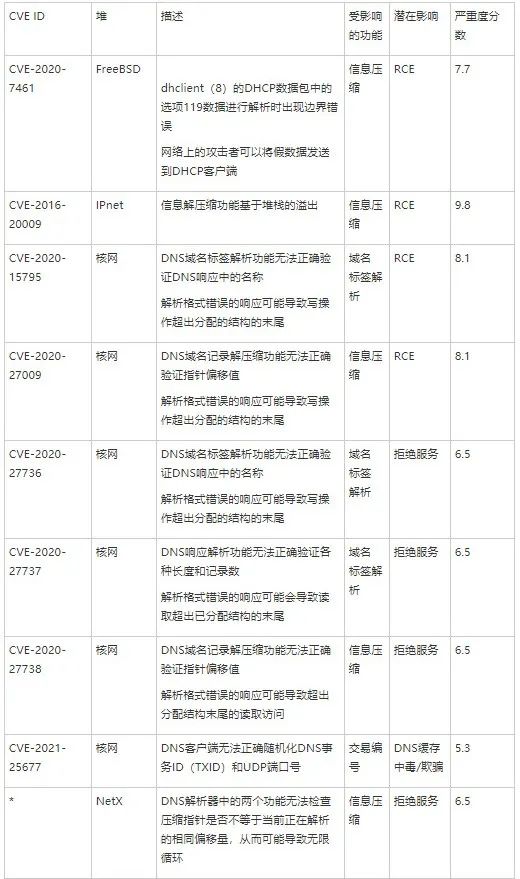 CVE ID 堆 描述 受影响 潜在影响 严重度分
的功能 数
CVE-2020- FreeBSD 信息压 RCE 7.7
7461 dhclient（8）的DHCP数据包中的 缩
选项119数据进行解析时出现边界错
误
网络上的攻击者可以将假数据发送
到DHCP客户端
CVE-2016- IPnet 信息解压缩功能基于堆栈的溢出 信息压 RCE 9.8
20009 缩
CVE-2020- 核网 DNS域名标签解析功能无法正确验 域名 RCE 8.1
15795 证DNS响应中的名称 标签解
解析格式错误的响应可能导致写操 析
作超出分配的结构的末尾
CVE-2020- 核网 DNS域名记录解压缩功能无法正确 信息压 RCE 8.1
27009 验证指针偏移值 缩
解析格式错误的响应可能导致写操
作超出分配的结构的末尾
CVE-2020- 核网 DNS域名标签解析功能无法正确验 域名 拒绝服务 6.5
27736 证DNS响应中的名称 标签
解析格式错误的响应可能导致写操 解析
作超出分配的结构的末尾
CVE-2020- 核网 DNS响应解析功能无法正确验证各 域名 拒绝服务 6.5
27737 种长度和记录数 标签解
解析格式错误的响应可能会导致读 析
取超出已分配结构的末尾
CVE-2020- 核网 DNS域名记录解压缩功能无法正确 信息压 拒绝服务 6.5
27738 验证指针偏移值 缩
解析格式错误的响应可能导致超出
分配结构末尾的读取访问
CVE-2021- 核网 DNS客户端无法正确随机化DNS事 交易编 DNS缓存 5.3
25677 务ID（TXID）和UDP端口号 号 中毒/欺骗
* NetX DNS解析器中的两个功能无法检查 信息压 拒绝服务 6.5
压缩指针是否不等于当前正在解析 缩
的相同偏移量，从而可能导致无限
循环